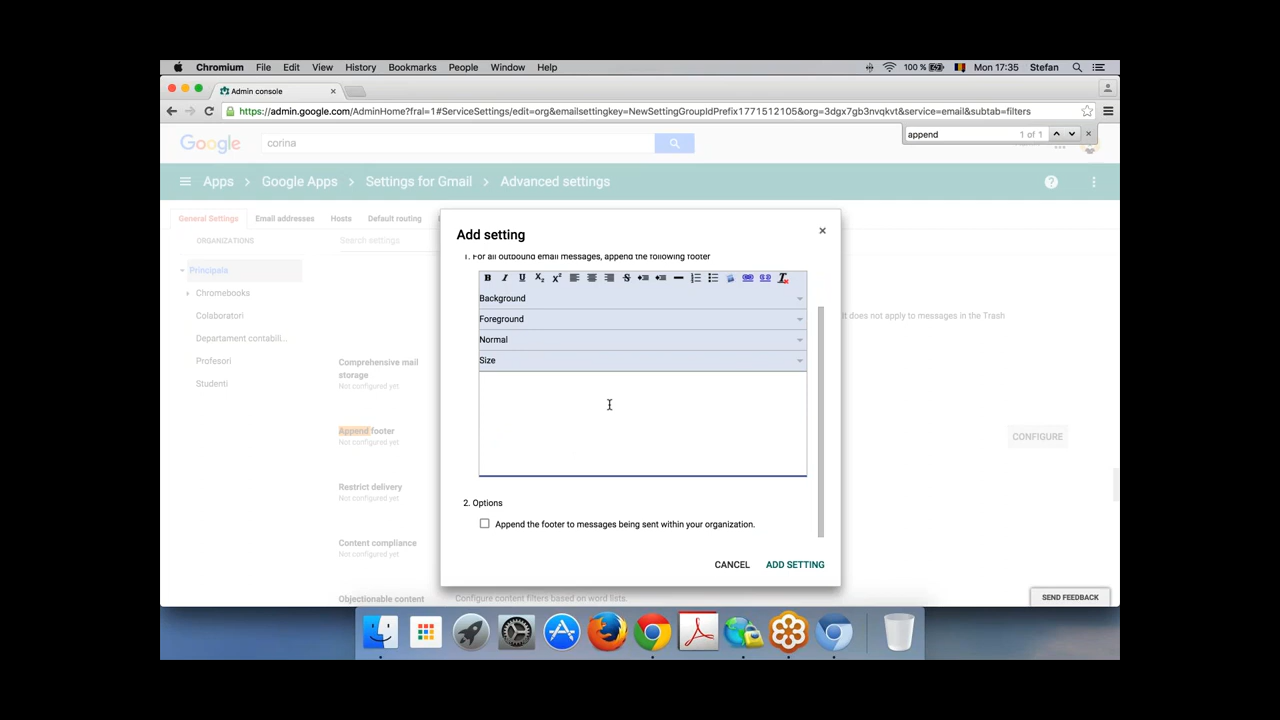 Chromium File Edit View History Bookmarks People Window Help 100 % Mon 17:35 Stefan
Admin console
https://admin.google.com/AdminHome?fral=1#ServiceSettings/edit=org&emailsettingkey=NewSettingGroupIdPrefix1771512105&org=3dgx7gb3nvqkvt&service=email&subtab=filters
append 1 of 1
Google corina
Apps > Google Apps > Settings for Gmail > Advanced settings
General Settings Email addresses Hosts Default routing
ORGANIZATIONS Search settings
Principala
Chromebooks
Colaboratori
Departament contabili...
Profesori
Studenti
It does not apply to messages in the Trash
Comprehensive mail
storage
Not configured yet
Append footer
Not configured yet
CONFIGURE
Restrict delivery
Not configured yet
Content compliance
Not configured yet
Objectionable content Configure content filters based on word lists.
Add setting
1. For all outbound email messages, append the following footer
B I U X2 X2 S T
Background
Foreground
Normal
Size
2. Options
Append the footer to messages being sent within your organization.
CANCEL ADD SETTING
SEND FEEDBACK